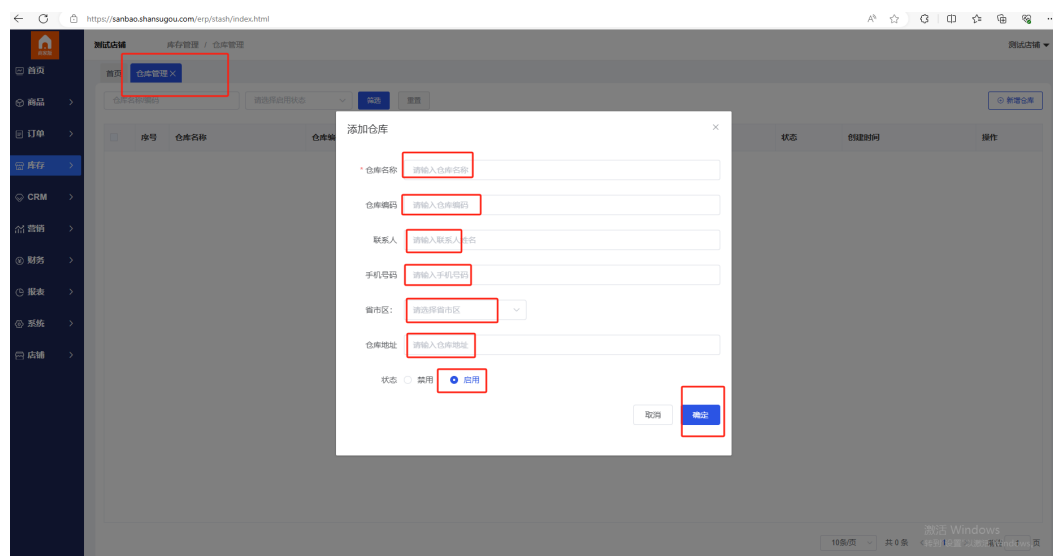 https://sanbao.shansugou.com/erp/stash/index.html
测试店铺 库存管理 / 仓库管理 测试店铺
首页 首页 仓库管理 ×
商品 仓库名称/编码 请选择启用状态 筛选 重置 新增仓库
订单 序号 仓库名称 仓库编 状态 创建时间 操作
库存
CRM
营销
财务
报表
系统
店铺
添加仓库 ×
* 仓库名称 请输入仓库名称
仓库编码 请输入仓库编码
联系人 请输入联系人姓名
手机号码 请输入手机号码
省市区: 请选择省市区
仓库地址 请输入仓库地址
状态 禁用 启用
取消 确定
激活 Windows
10条/页 共 0 条